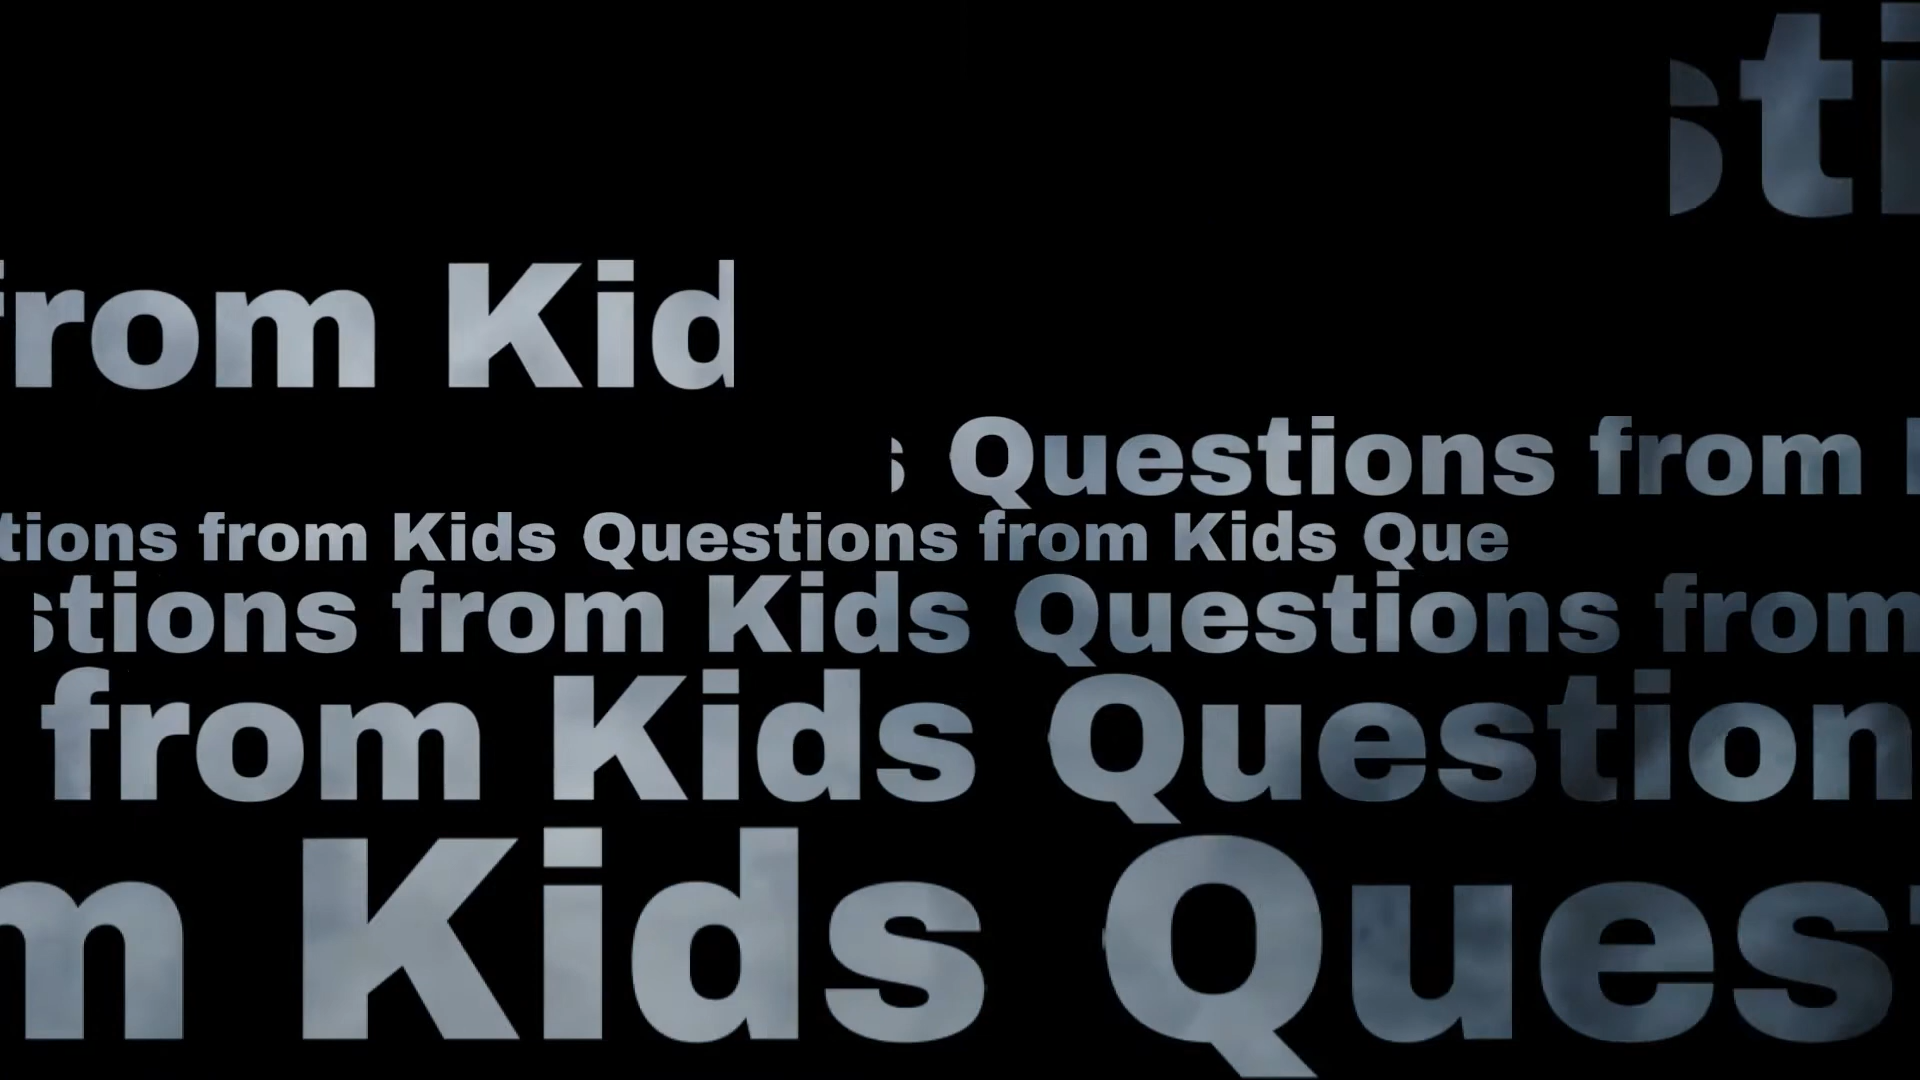 sti
from Kid
s Questions from
tions from Kids Questions from Kids Que
stions from Kids Questions from
from Kids Question
m Kids Ques